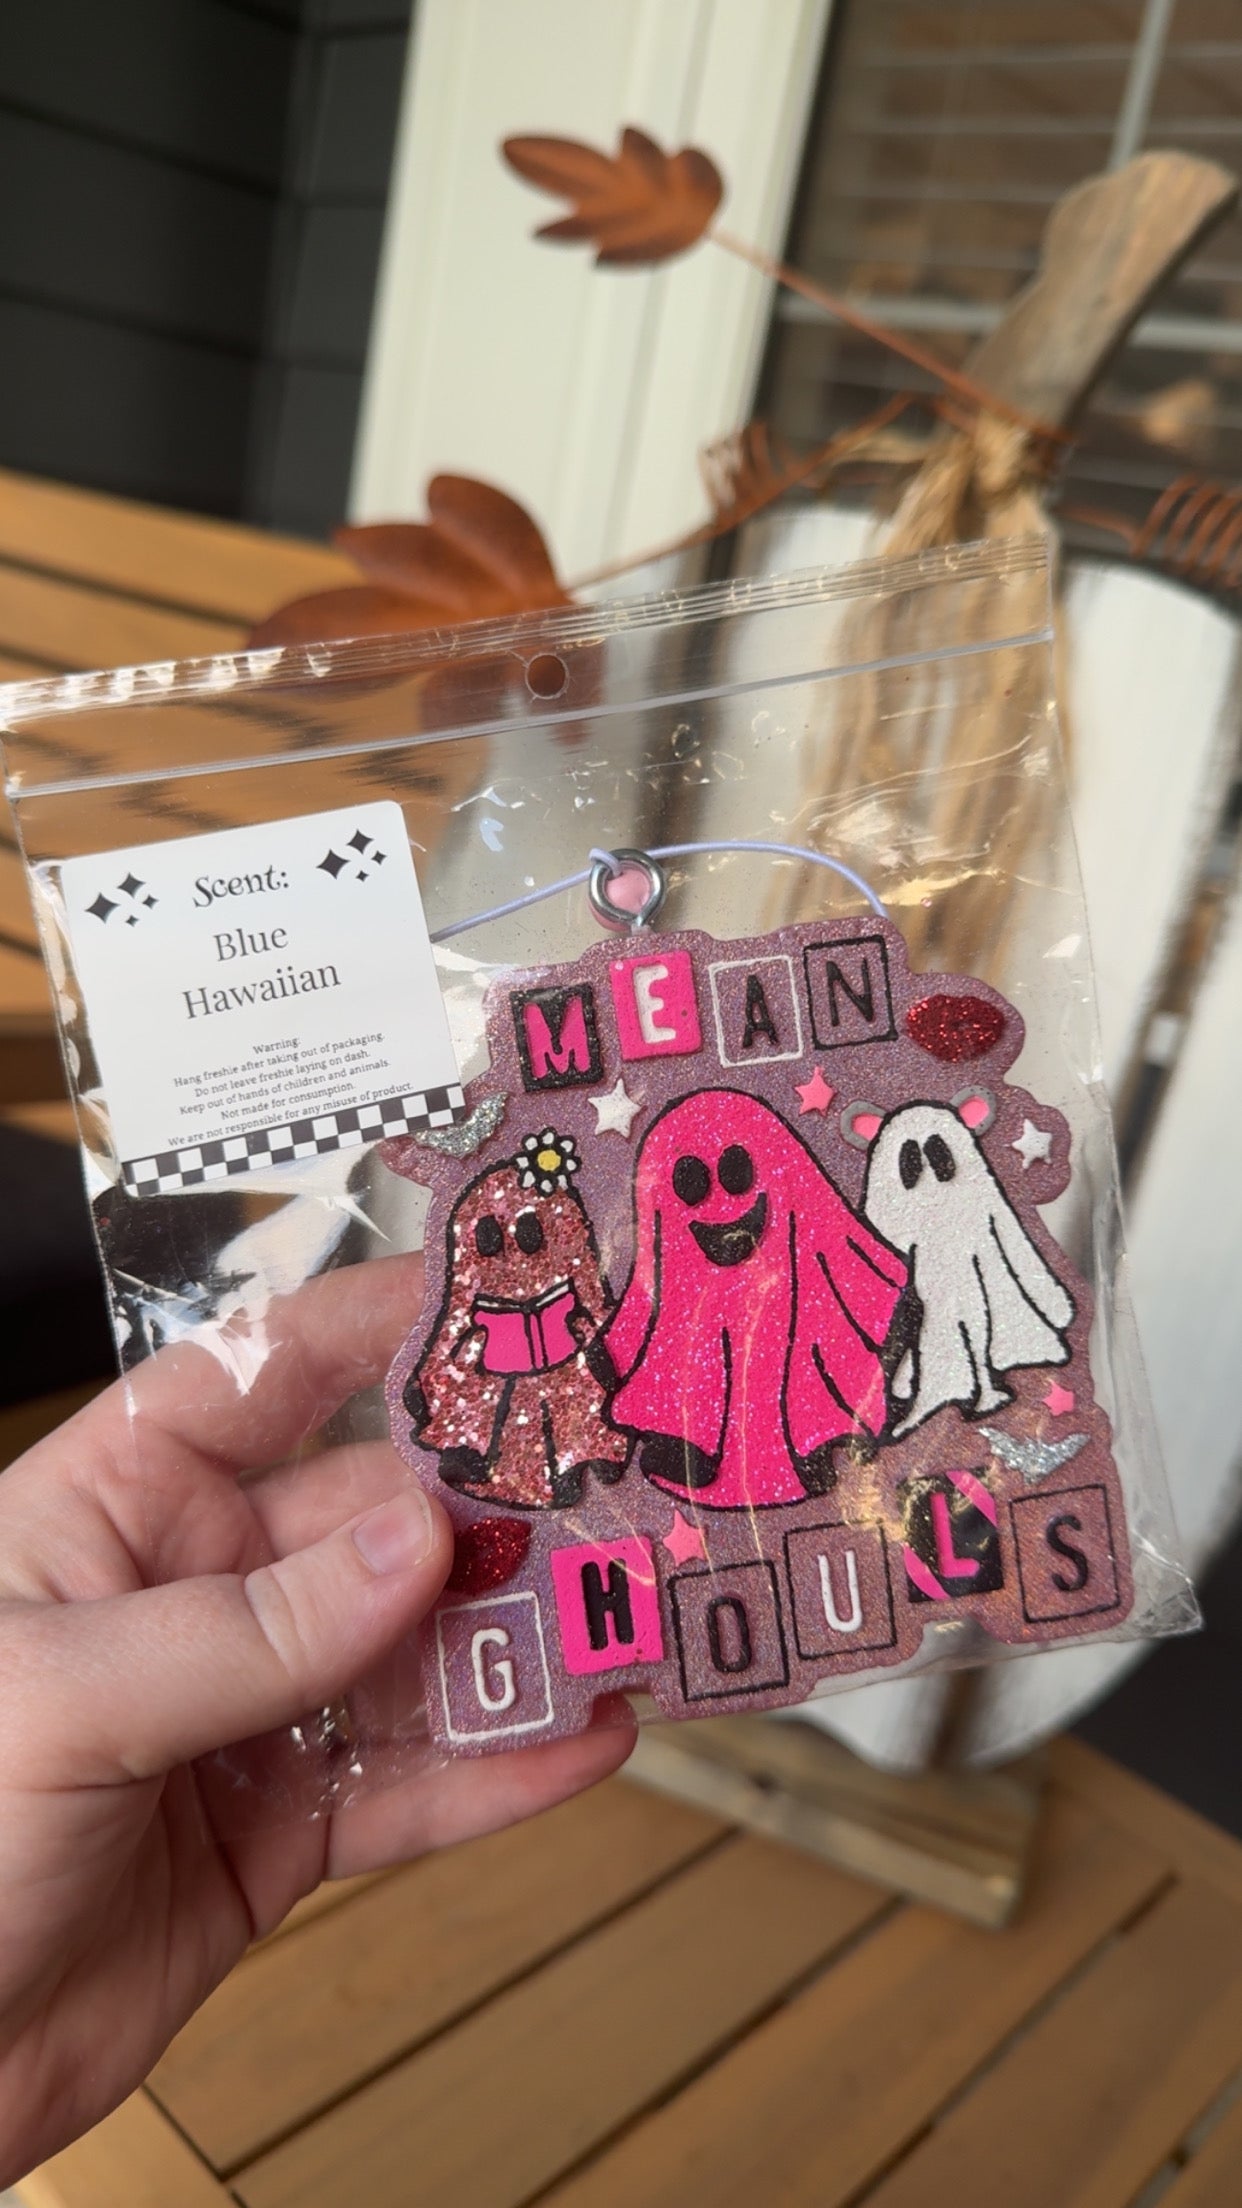 Scent:
Blue
Hawaiian
Warning:
Hang freshie after taking out of packaging.
Do not leave freshie laying on dash.
Keep out of hands of children and animals.
Not made for consumption.
We are not responsible for any misuse of product.
MEAN
GHOULS